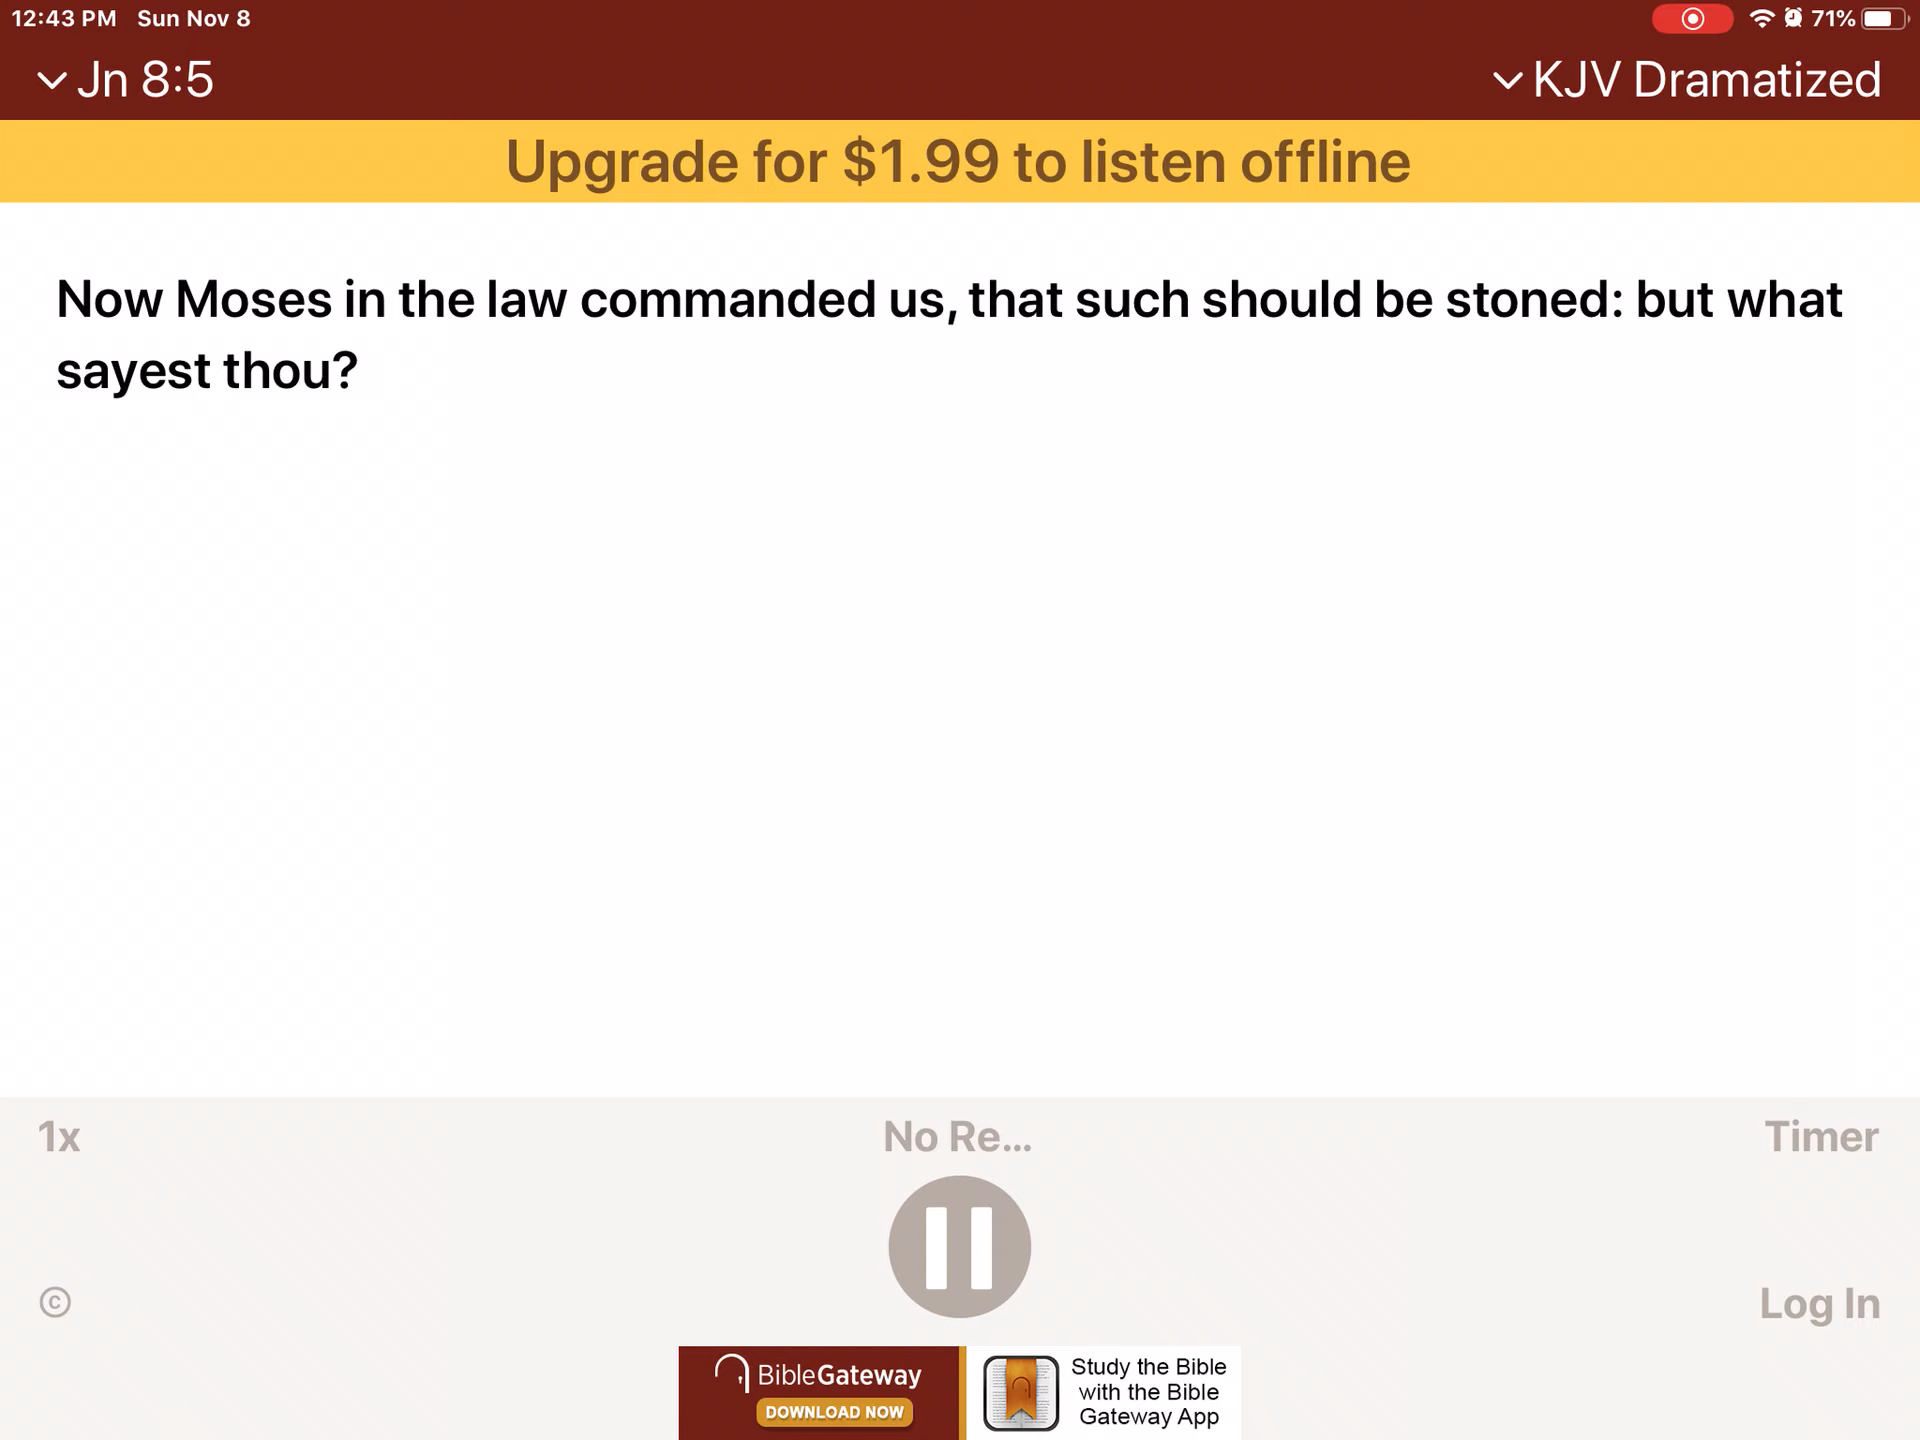 12:43 PM Sun Nov 8 71%
Jn 8:5 KJV Dramatized
Upgrade for $1.99 to listen offline
Now Moses in the law commanded us, that such should be stoned: but what
sayest thou?
1x No Re... Timer
© Log In
BibleGateway
DOWNLOAD NOW
Study the Bible
with the Bible
Gateway App